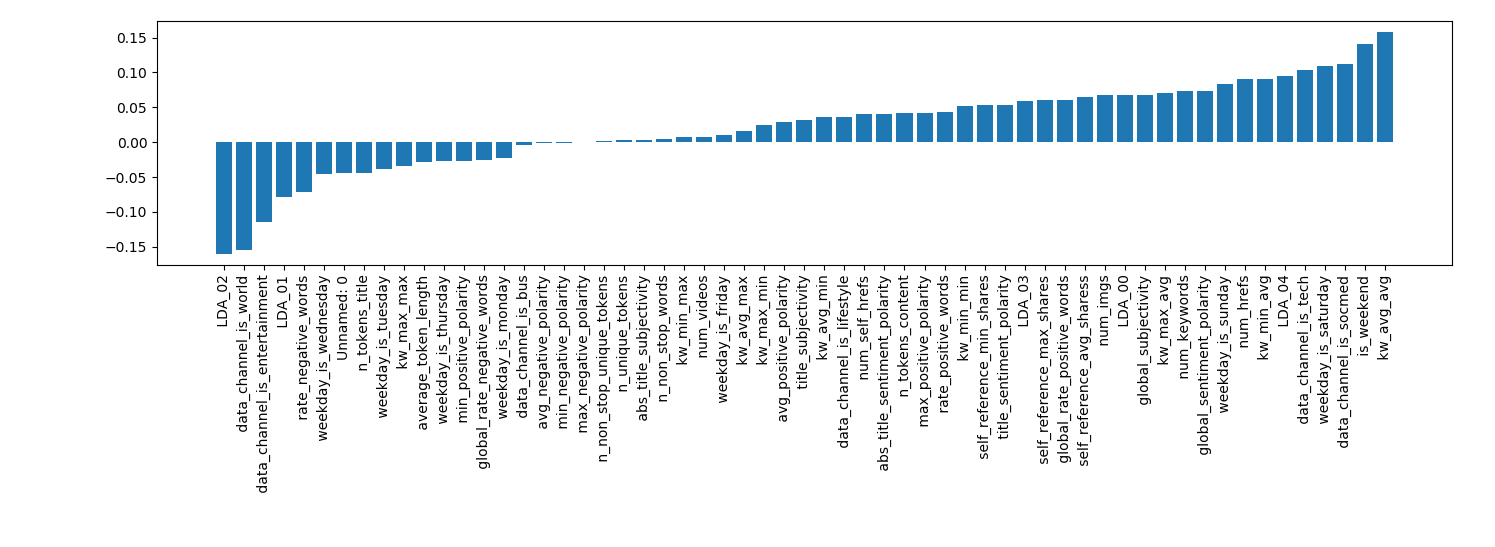 0.15
0.10
0.05
0.00
−0.05
−0.10
−0.15
LDA_02
data_channel_is_world
data_channel_is_entertainment
LDA_01
rate_negative_words
weekday_is_wednesday
Unnamed: 0
n_tokens_title
weekday_is_tuesday
kw_max_max
average_token_length
weekday_is_thursday
min_positive_polarity
global_rate_negative_words
weekday_is_monday
data_channel_is_bus
avg_negative_polarity
min_negative_polarity
max_negative_polarity
n_non_stop_unique_tokens
n_unique_tokens
abs_title_subjectivity
n_non_stop_words
kw_min_max
num_videos
weekday_is_friday
kw_avg_max
kw_max_min
avg_positive_polarity
title_subjectivity
kw_avg_min
data_channel_is_lifestyle
num_self_hrefs
abs_title_sentiment_polarity
n_tokens_content
max_positive_polarity
rate_positive_words
kw_min_min
self_reference_min_shares
title_sentiment_polarity
LDA_03
self_reference_max_shares
global_rate_positive_words
self_reference_avg_sharess
num_imgs
LDA_00
global_subjectivity
kw_max_avg
num_keywords
global_sentiment_polarity
weekday_is_sunday
num_hrefs
kw_min_avg
LDA_04
data_channel_is_tech
weekday_is_saturday
data_channel_is_socmed
is_weekend
kw_avg_avg